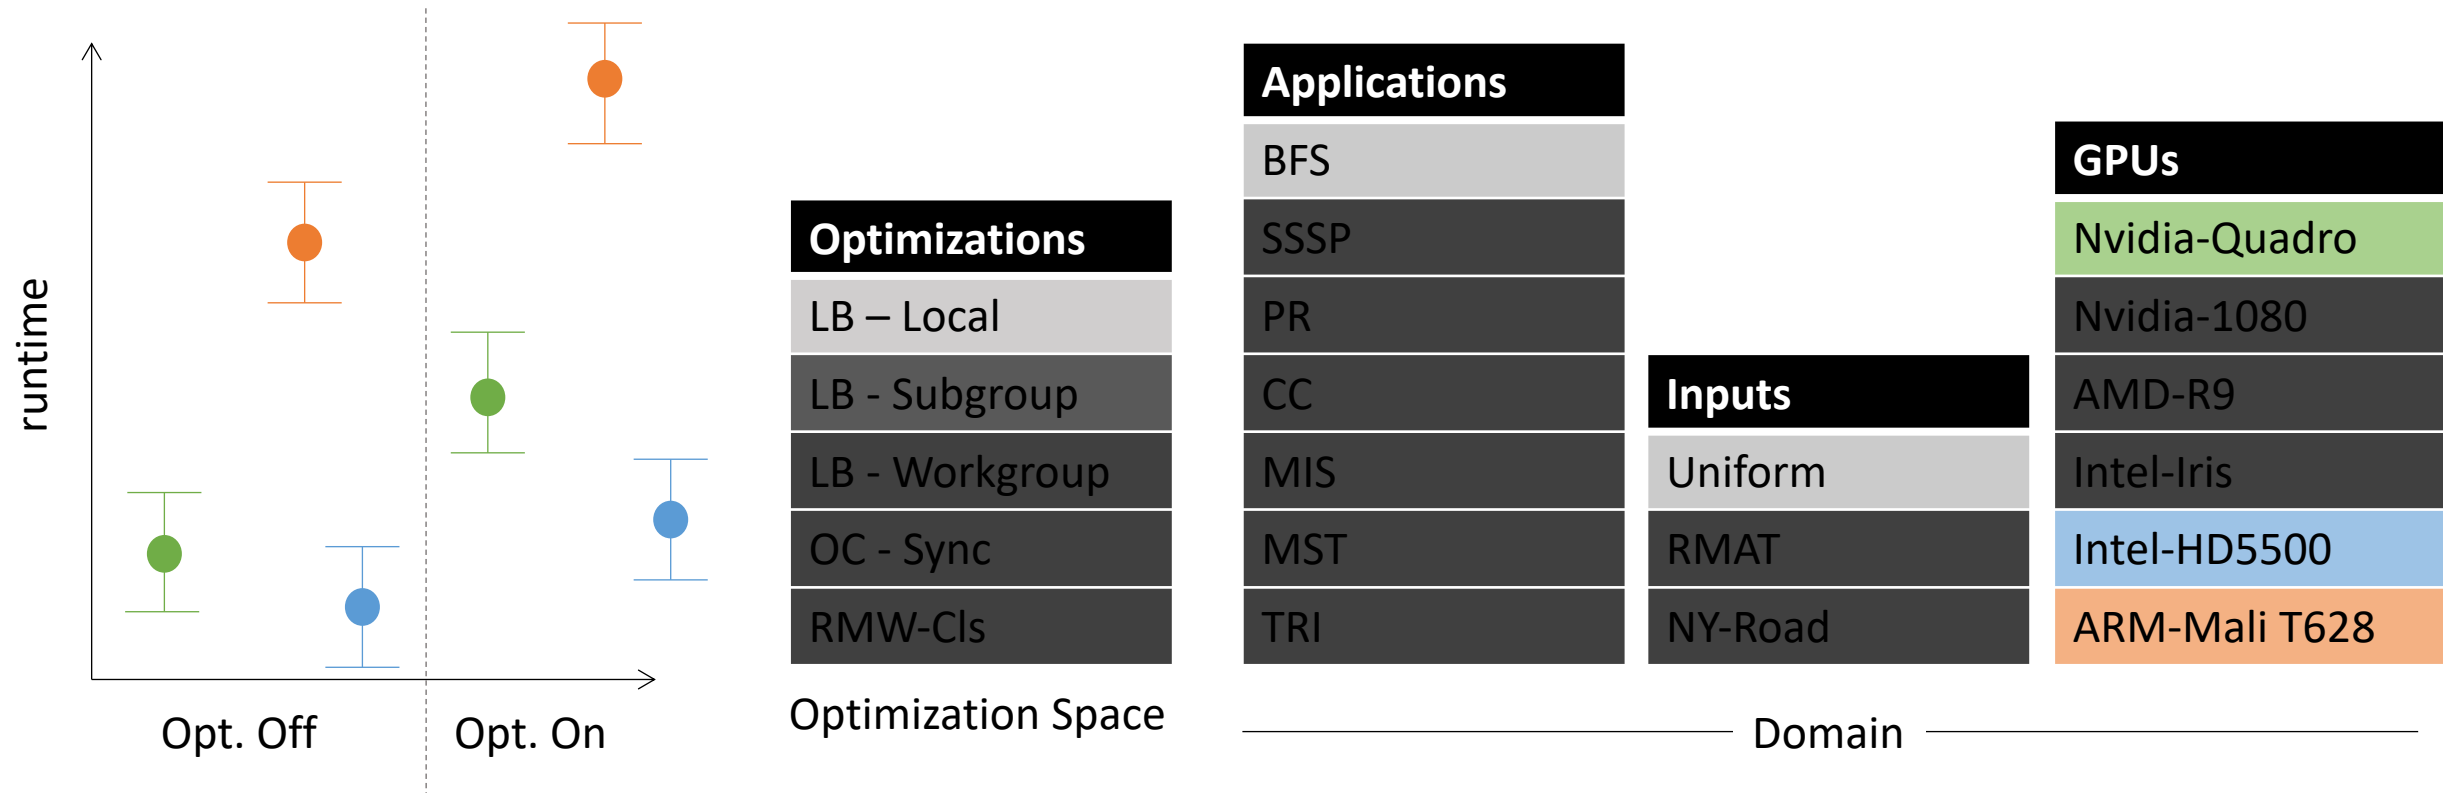 runtime
Opt. Off
Opt. On
Optimizations
LB – Local
LB - Subgroup
LB - Workgroup
OC - Sync
RMW-Cls
Optimization Space
Applications
BFS
SSSP
PR
CC
MIS
MST
TRI
Inputs
Uniform
RMAT
NY-Road
GPUs
Nvidia-Quadro
Nvidia-1080
AMD-R9
Intel-Iris
Intel-HD5500
ARM-Mali T628
Domain